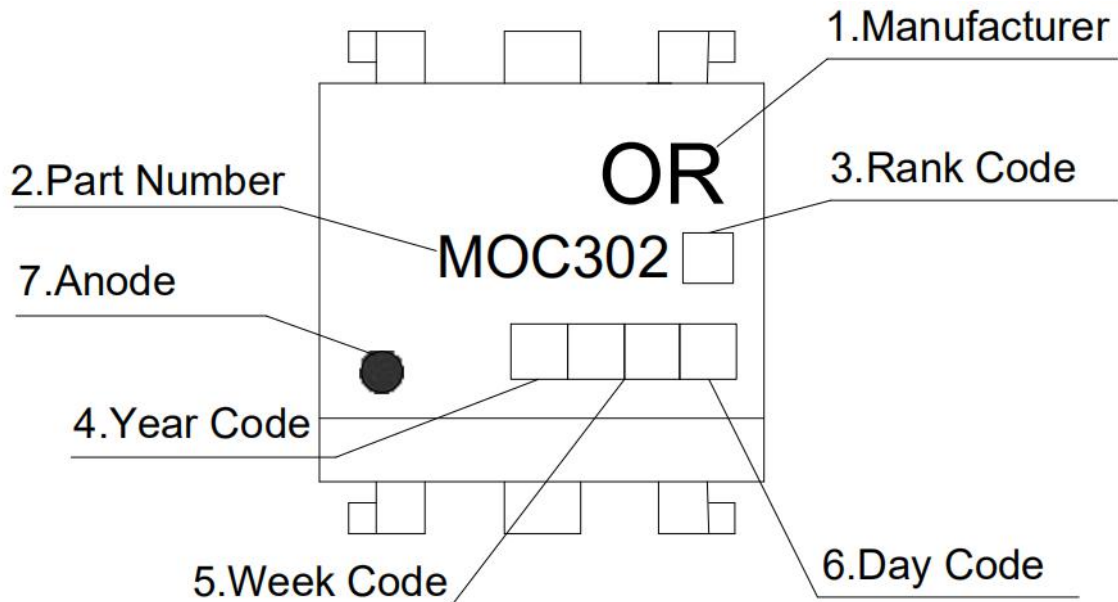 1.Manufacturer
OR
2.Part Number
3.Rank Code
MOC302
7.Anode
4.Year Code
5.Week Code
6.Day Code